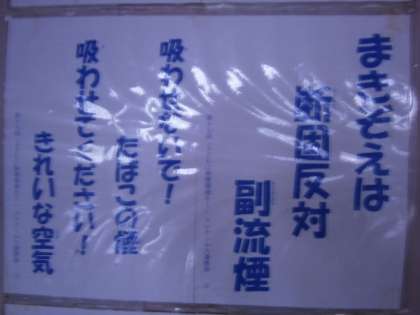 まきぞえは
断固反対
副流煙
吸わせないで！
たばこの煙
吸わせてください！
きれいな空気